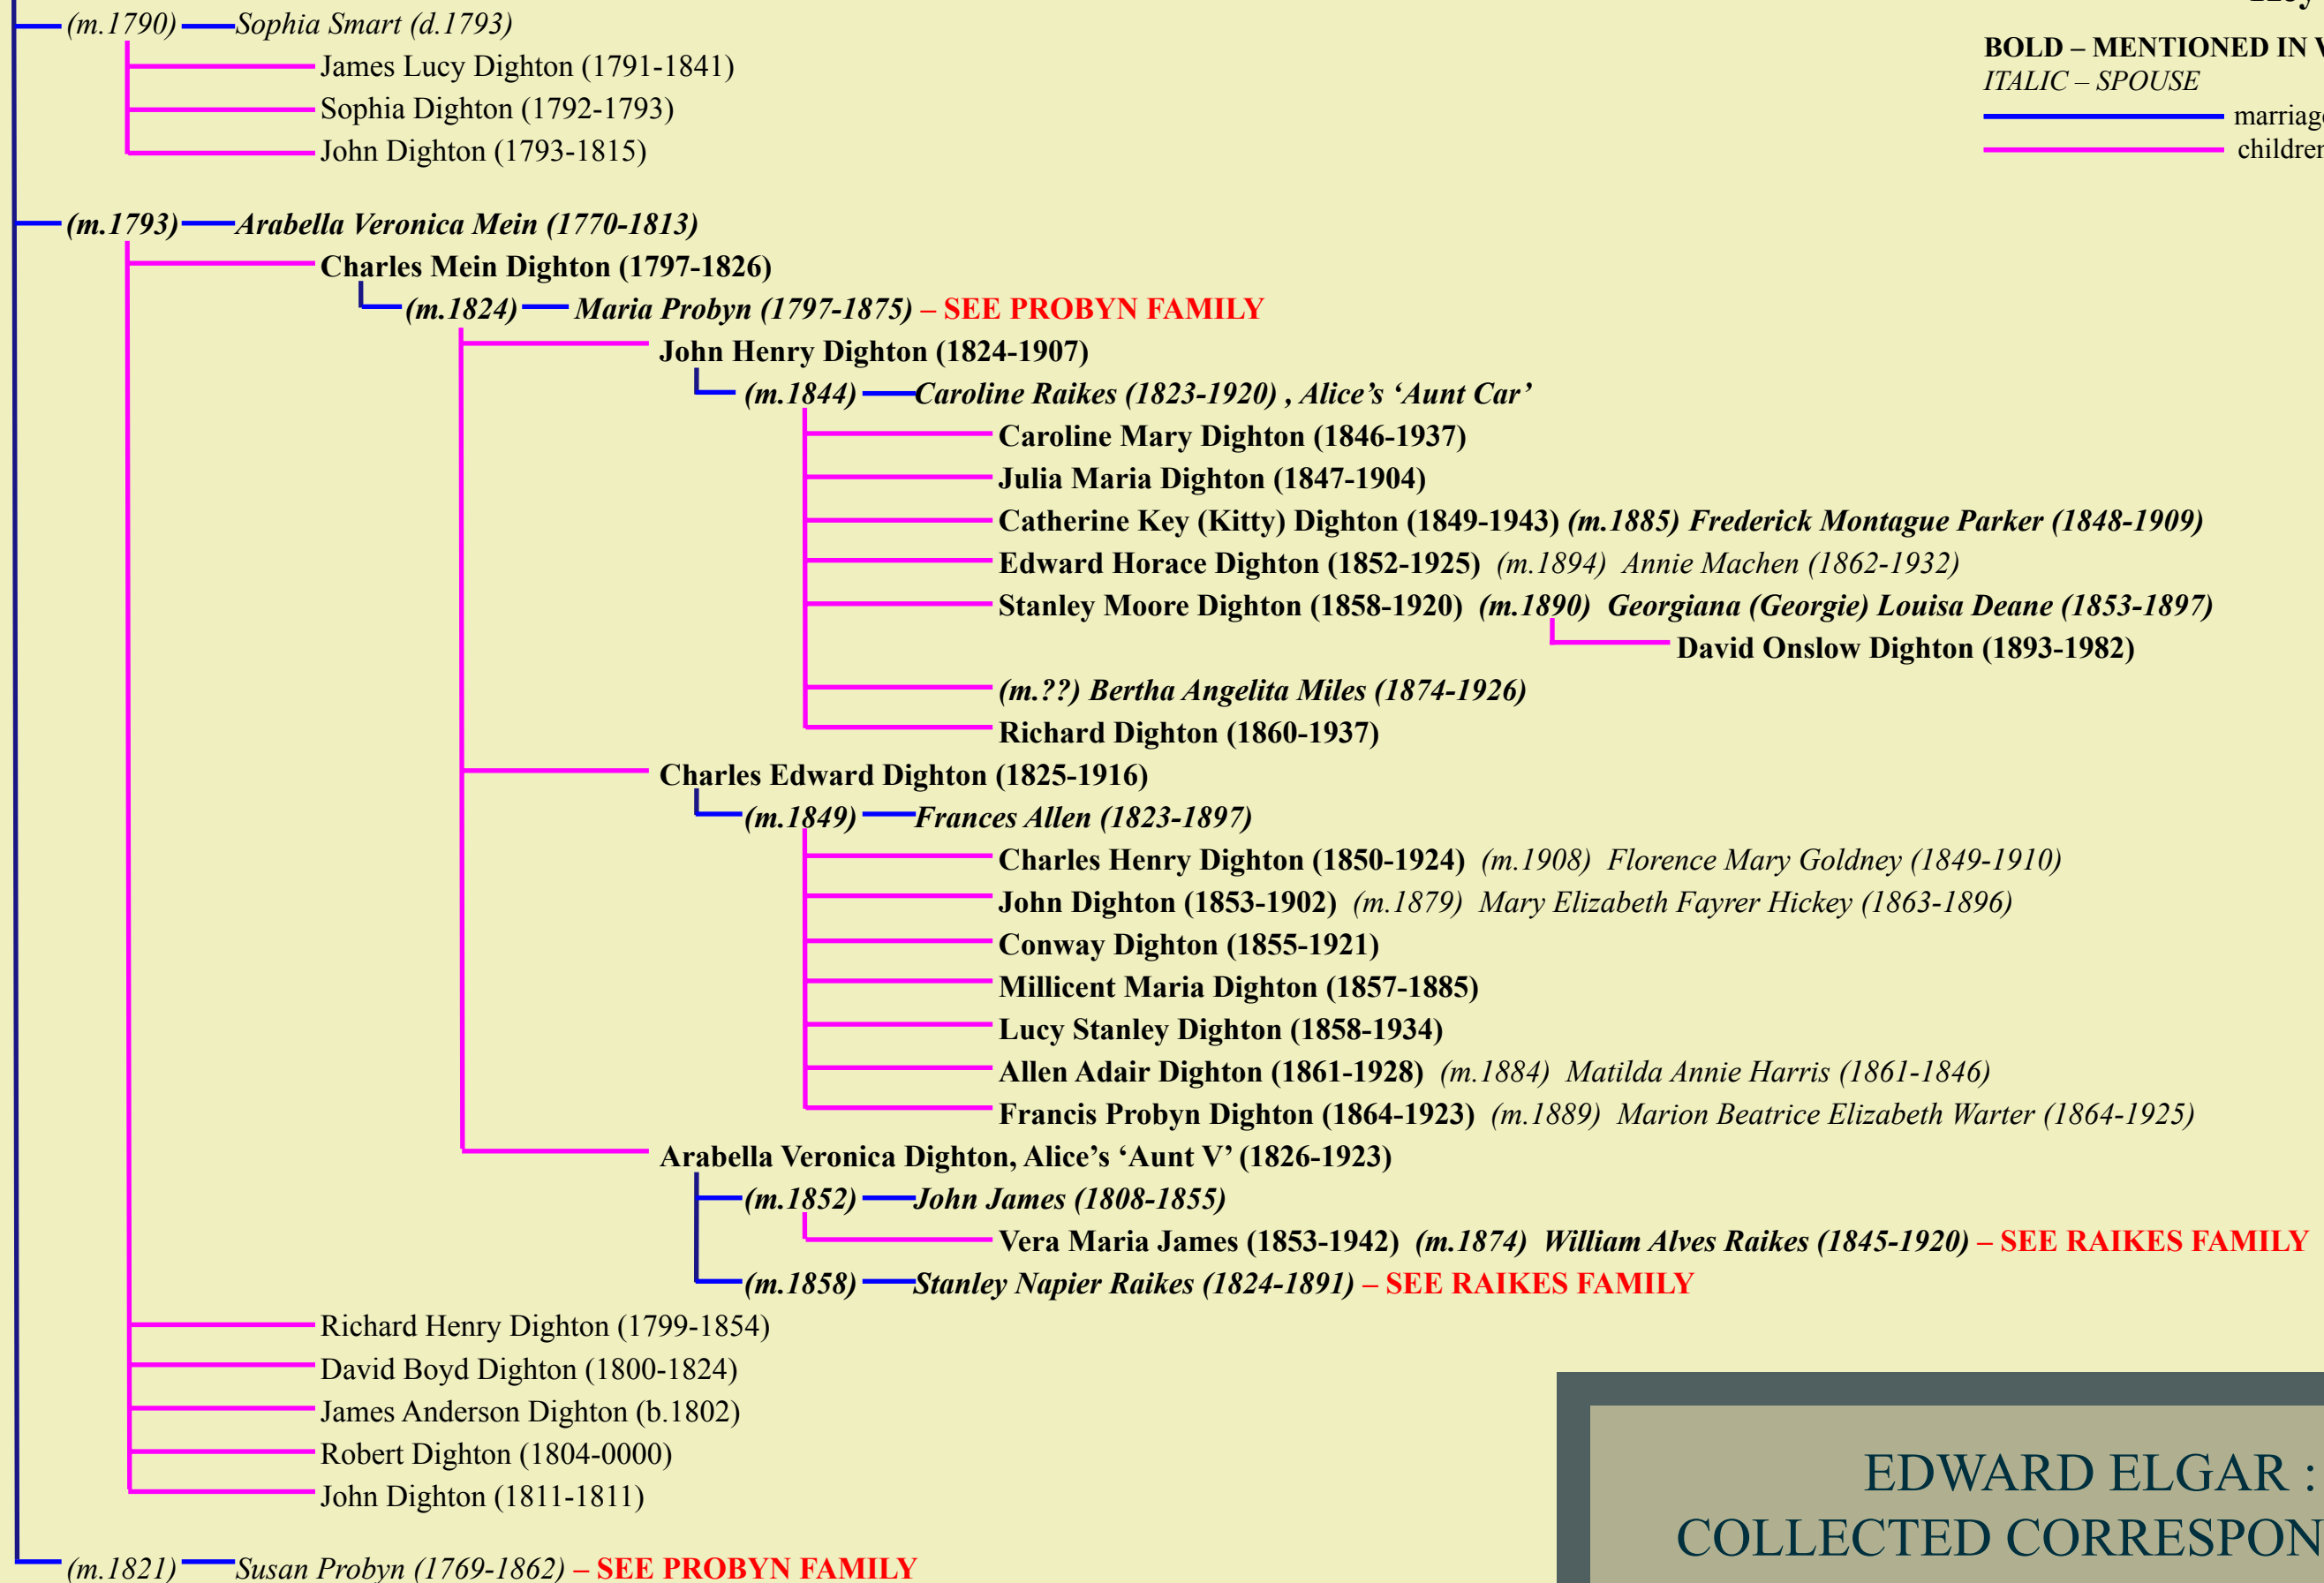 (m.1790) Sophia Smart (d.1793)
James Lucy Dighton (1791-1841)
Sophia Dighton (1792-1793)
John Dighton (1793-1815)
BOLD – MENTIONED IN
ITALIC – SPOUSE
marriage
children
(m.1793) Arabella Veronica Mein (1770-1813)
Charles Mein Dighton (1797-1826)
(m.1824) Maria Probyn (1797-1875) – SEE PROBYN FAMILY
John Henry Dighton (1824-1907)
(m.1844) Caroline Raikes (1823-1920) , Alice’s ‘Aunt Car’
Caroline Mary Dighton (1846-1937)
Julia Maria Dighton (1847-1904)
Catherine Key (Kitty) Dighton (1849-1943) (m.1885) Frederick Montague Parker (1848-1909)
Edward Horace Dighton (1852-1925) (m.1894) Annie Machen (1862-1932)
Stanley Moore Dighton (1858-1920) (m.1890) Georgiana (Georgie) Louisa Deane (1853-1897)
David Onslow Dighton (1893-1982)
(m.??) Bertha Angelita Miles (1874-1926)
Richard Dighton (1860-1937)
Charles Edward Dighton (1825-1916)
(m.1849) Frances Allen (1823-1897)
Charles Henry Dighton (1850-1924) (m.1908) Florence Mary Goldney (1849-1910)
John Dighton (1853-1902) (m.1879) Mary Elizabeth Fayrer Hickey (1863-1896)
Conway Dighton (1855-1921)
Millicent Maria Dighton (1857-1885)
Lucy Stanley Dighton (1858-1934)
Allen Adair Dighton (1861-1928) (m.1884) Matilda Annie Harris (1861-1846)
Francis Probyn Dighton (1864-1923) (m.1889) Marion Beatrice Elizabeth Warter (1864-1925)
Arabella Veronica Dighton, Alice’s ‘Aunt V’ (1826-1923)
(m.1852) John James (1808-1855)
Vera Maria James (1853-1942) (m.1874) William Alves Raikes (1845-1920) – SEE RAIKES FAMILY
(m.1858) Stanley Napier Raikes (1824-1891) – SEE RAIKES FAMILY
Richard Henry Dighton (1799-1854)
David Boyd Dighton (1800-1824)
James Anderson Dighton (b.1802)
Robert Dighton (1804-0000)
John Dighton (1811-1811)
(m.1821) Susan Probyn (1769-1862) – SEE PROBYN FAMILY
EDWARD ELGAR :
COLLECTED CORRESPON